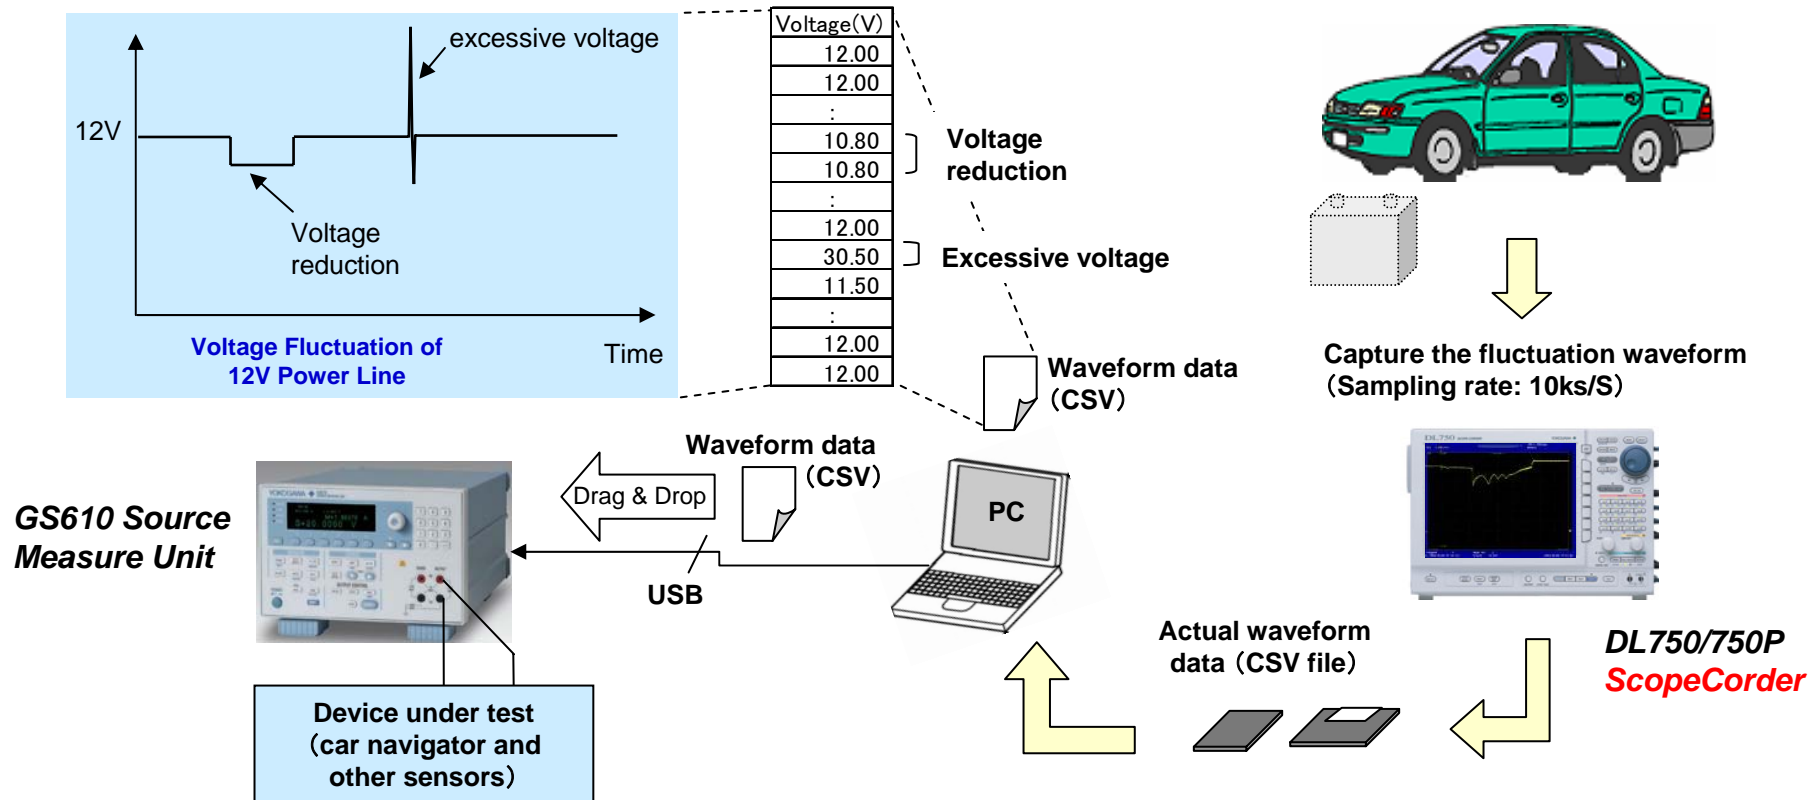 excessive voltage
12V
Voltage
reduction
Voltage Fluctuation of
12V Power Line
Time
Voltage(V)
12.00
12.00
:
10.80
10.80
:
12.00
30.50
11.50
:
12.00
12.00
Voltage
reduction
Excessive voltage
Waveform data
(CSV)
Capture the fluctuation waveform
(Sampling rate: 10ks/S)
Waveform data
(CSV)
Drag & Drop
PC
USB
GS610 Source
Measure Unit
YOKOGAWA
DL750
Device under test
(car navigator and
other sensors)
Actual waveform
data (CSV file)
DL750/750P
ScopeCorder